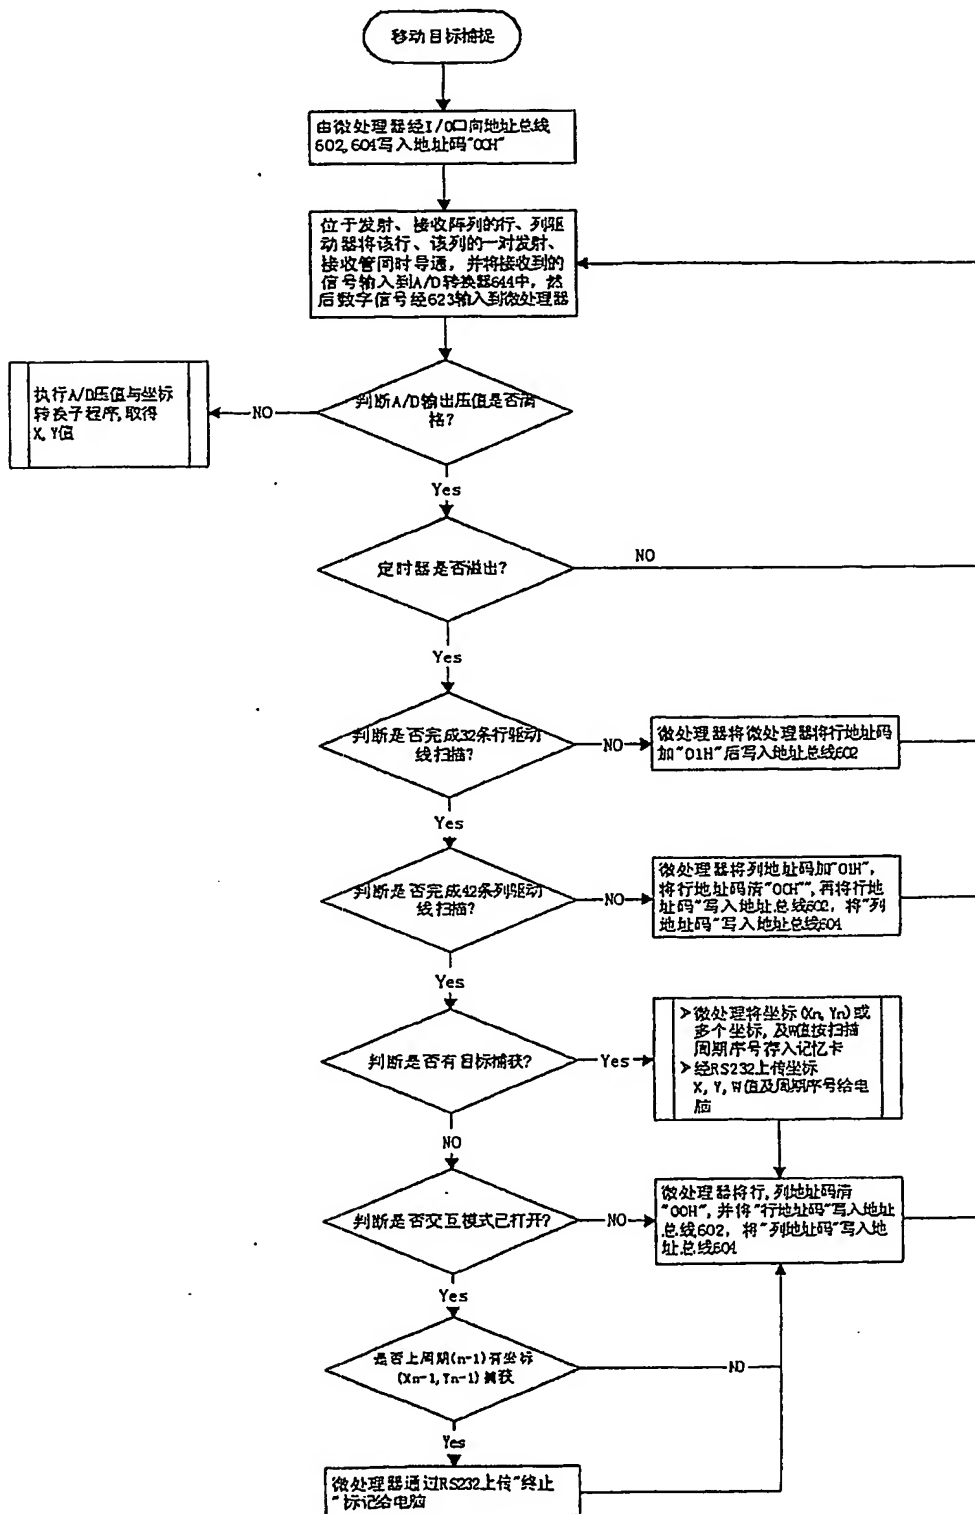 移动目标捕捉
由微处理器经I/O口向地址总线
602,604写入地址码"00H"
位于发射、接收阵列的行、列驱
动器将该行、该列的一对发射、
接收管同时导通，并将接收到的
信号输入到A/D转换器644中，然
后数字信号经623输入到微处理器
执行A/D压值与坐标
转换子程序,取得
X,Y值
NO
判断A/D输出压值是否满
格?
Yes
定时器是否溢出?
NO
Yes
判断是否完成32条行驱动
线扫描?
NO
微处理器将微处理器将行地址码
加"01H"后写入地址总线602
Yes
判断是否完成42条列驱动
线扫描?
NO
微处理器将列地址码加"01H",
将行地址码清"00H"",再将行地
址码"写入地址总线602，将"列
地址码"写入地址总线604
Yes
判断是否有目标捕获?
Yes
>微处理将坐标(Xn,Yn)或
多个坐标,及W值按扫描
周期序号存入记忆卡
>经RS232上传坐标
X,Y,W值及周期序号给电
脑
NO
判断是否交互模式已打开?
NO
微处理器将行,列地址码清
"00H",并将"行地址码"写入地址
总线602，将"列地址码"写入地
址总线604
Yes
是否上周期(n-1)有坐标
(Xn-1,Yn-1)捕获
NO
Yes
微处理器通过RS232上传"终止
"标记给电脑